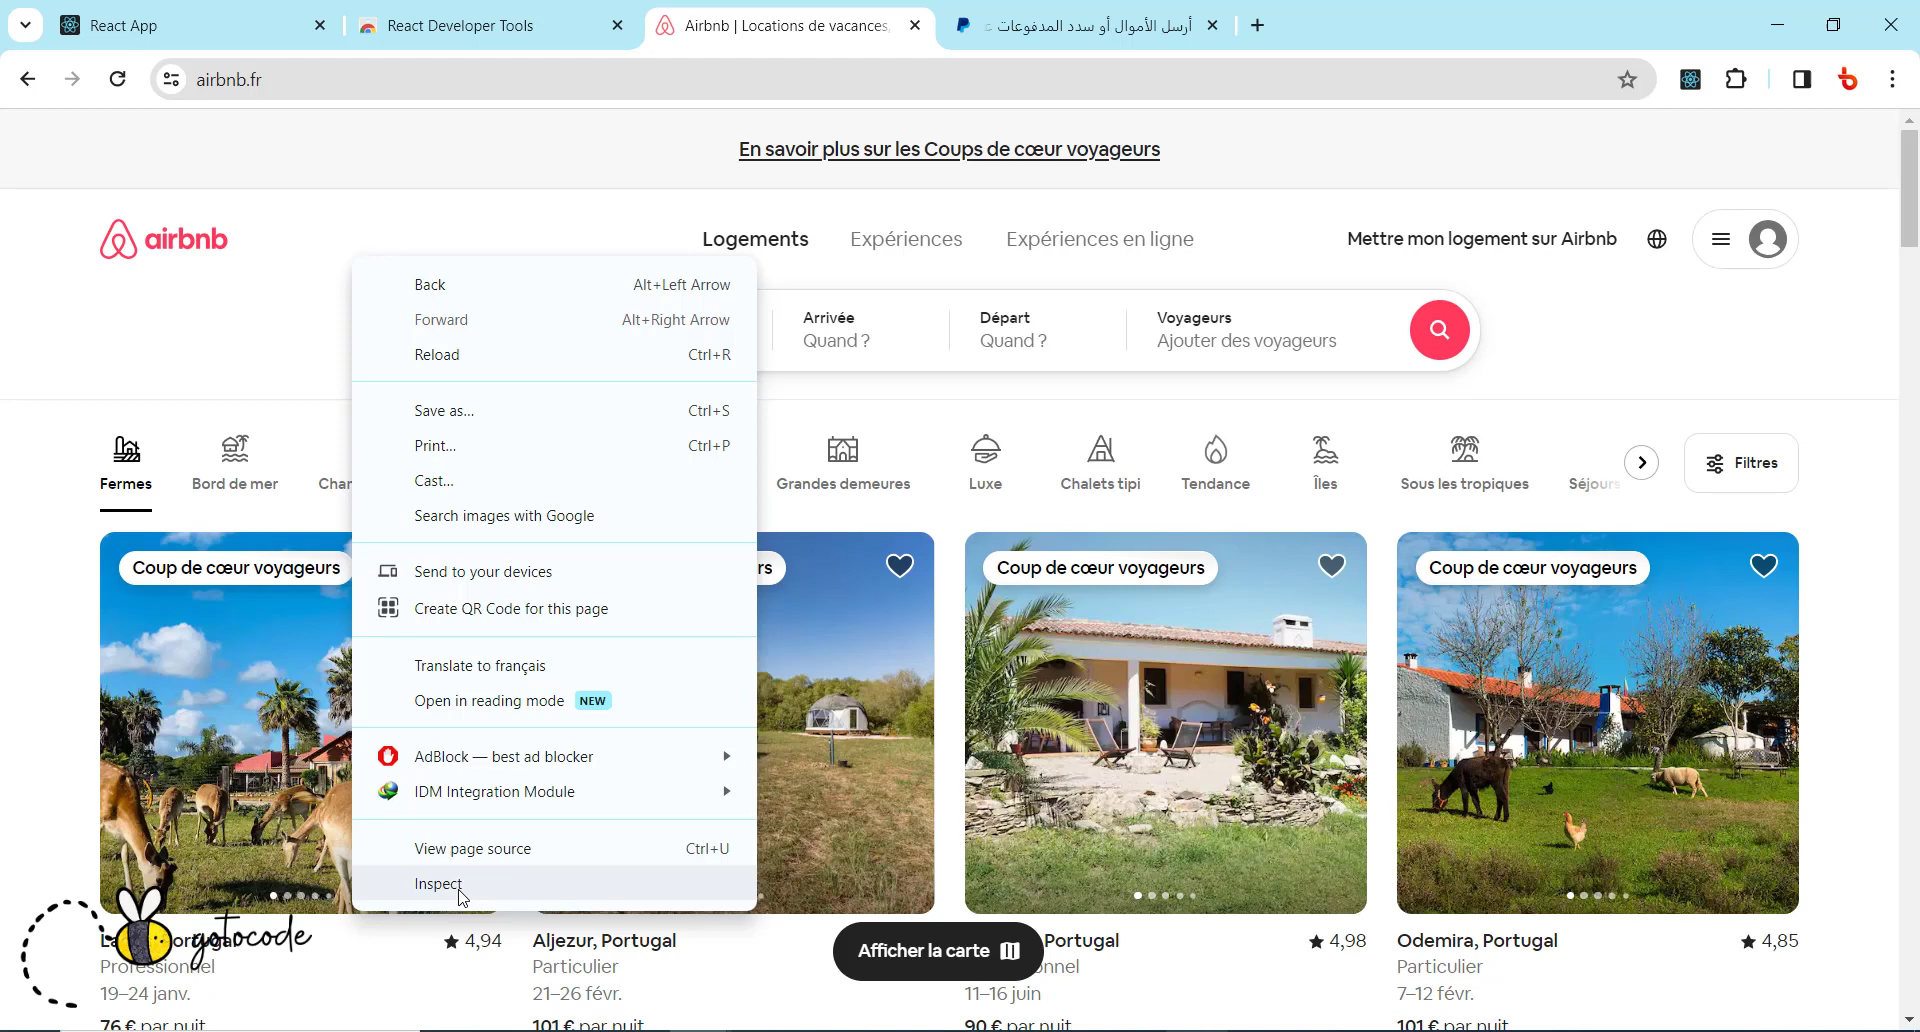 React App
React Developer Tools
Airbnb | Locations de vacances,
أرسل الأموال أو سدد المدفوعات
airbnb.fr
En savoir plus sur les Coups de cœur voyageurs
airbnb
Logements
Expériences
Expériences en ligne
Mettre mon logement sur Airbnb
Arrivée
Quand ?
Départ
Quand ?
Voyageurs
Ajouter des voyageurs
Back Alt+Left Arrow
Forward Alt+Right Arrow
Reload Ctrl+R
Save as... Ctrl+S
Print... Ctrl+P
Cast...
Search images with Google
Send to your devices
Create QR Code for this page
Translate to français
Open in reading mode NEW
AdBlock — best ad blocker
IDM Integration Module
View page source Ctrl+U
Inspect
Fermes
Bord de mer
Grandes demeures
Luxe
Chalets tipi
Tendance
Îles
Sous les tropiques
Séjours
Filtres
Coup de cœur voyageurs
Coup de cœur voyageurs
Coup de cœur voyageurs
gotocode
4,94
Professionnel
19–24 janv.
76 € par nuit
Aljezur, Portugal
Particulier
21–26 févr.
101 € par nuit
Afficher la carte
Portugal
4,98
11–16 juin
90 € par nuit
Odemira, Portugal
4,85
Particulier
7–12 févr.
101 € par nuit